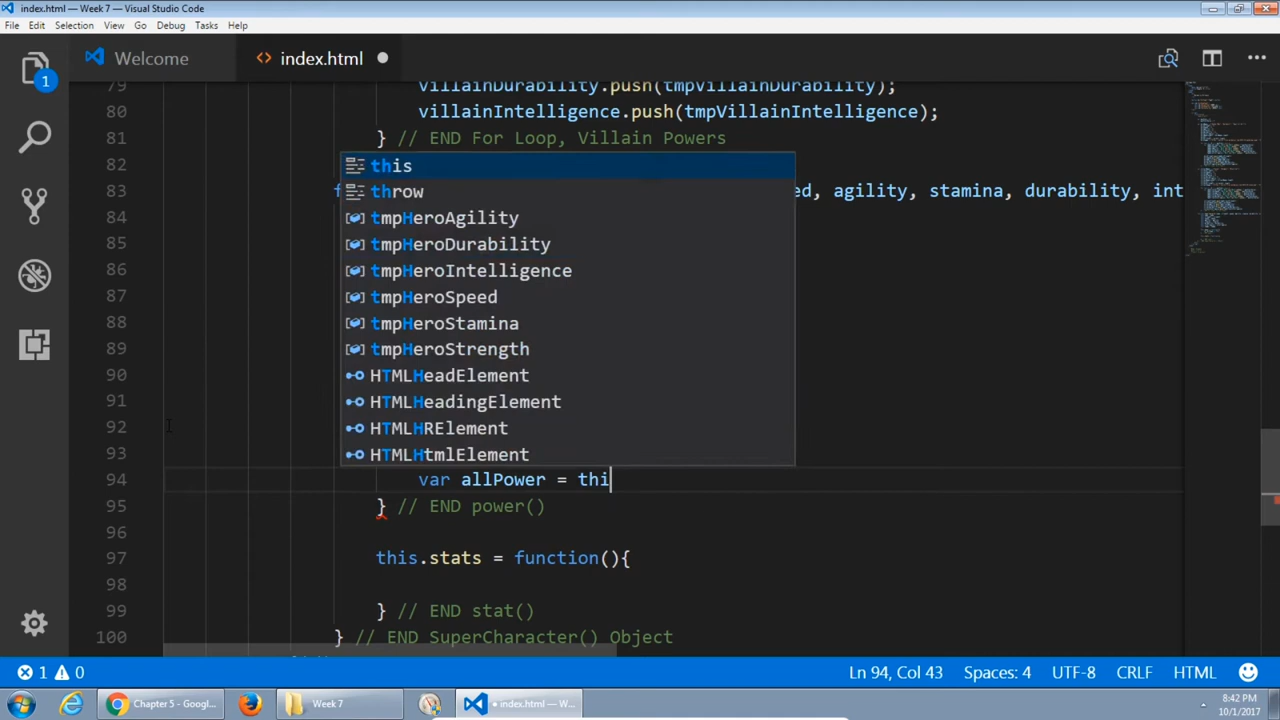 index.html — Week 7 - Visual Studio Code
File Edit Selection View Go Debug Tasks Help
Welcome index.html
1
79 villainDurability.push(tmpVillainDurability);
80 villainIntelligence.push(tmpVillainIntelligence);
81 } // END For Loop, Villain Powers
82
83 ed, agility, stamina, durability, int
84
85
86
87
88
89
90
91
92
93
this
throw
tmpHeroAgility
tmpHeroDurability
tmpHeroIntelligence
tmpHeroSpeed
tmpHeroStamina
tmpHeroStrength
HTMLHeadElement
HTMLHeadingElement
HTMLHRElement
HTMLHtmlElement
94 var allPower = thi
95 } // END power()
96
97 this.stats = function(){
98
99 } // END stat()
100 } // END SuperCharacter() Object
1 0 Ln 94, Col 43 Spaces: 4 UTF-8 CRLF HTML
Chapter 5 - Googl... Week 7 • index.html — W...
8:42 PM
10/1/2017